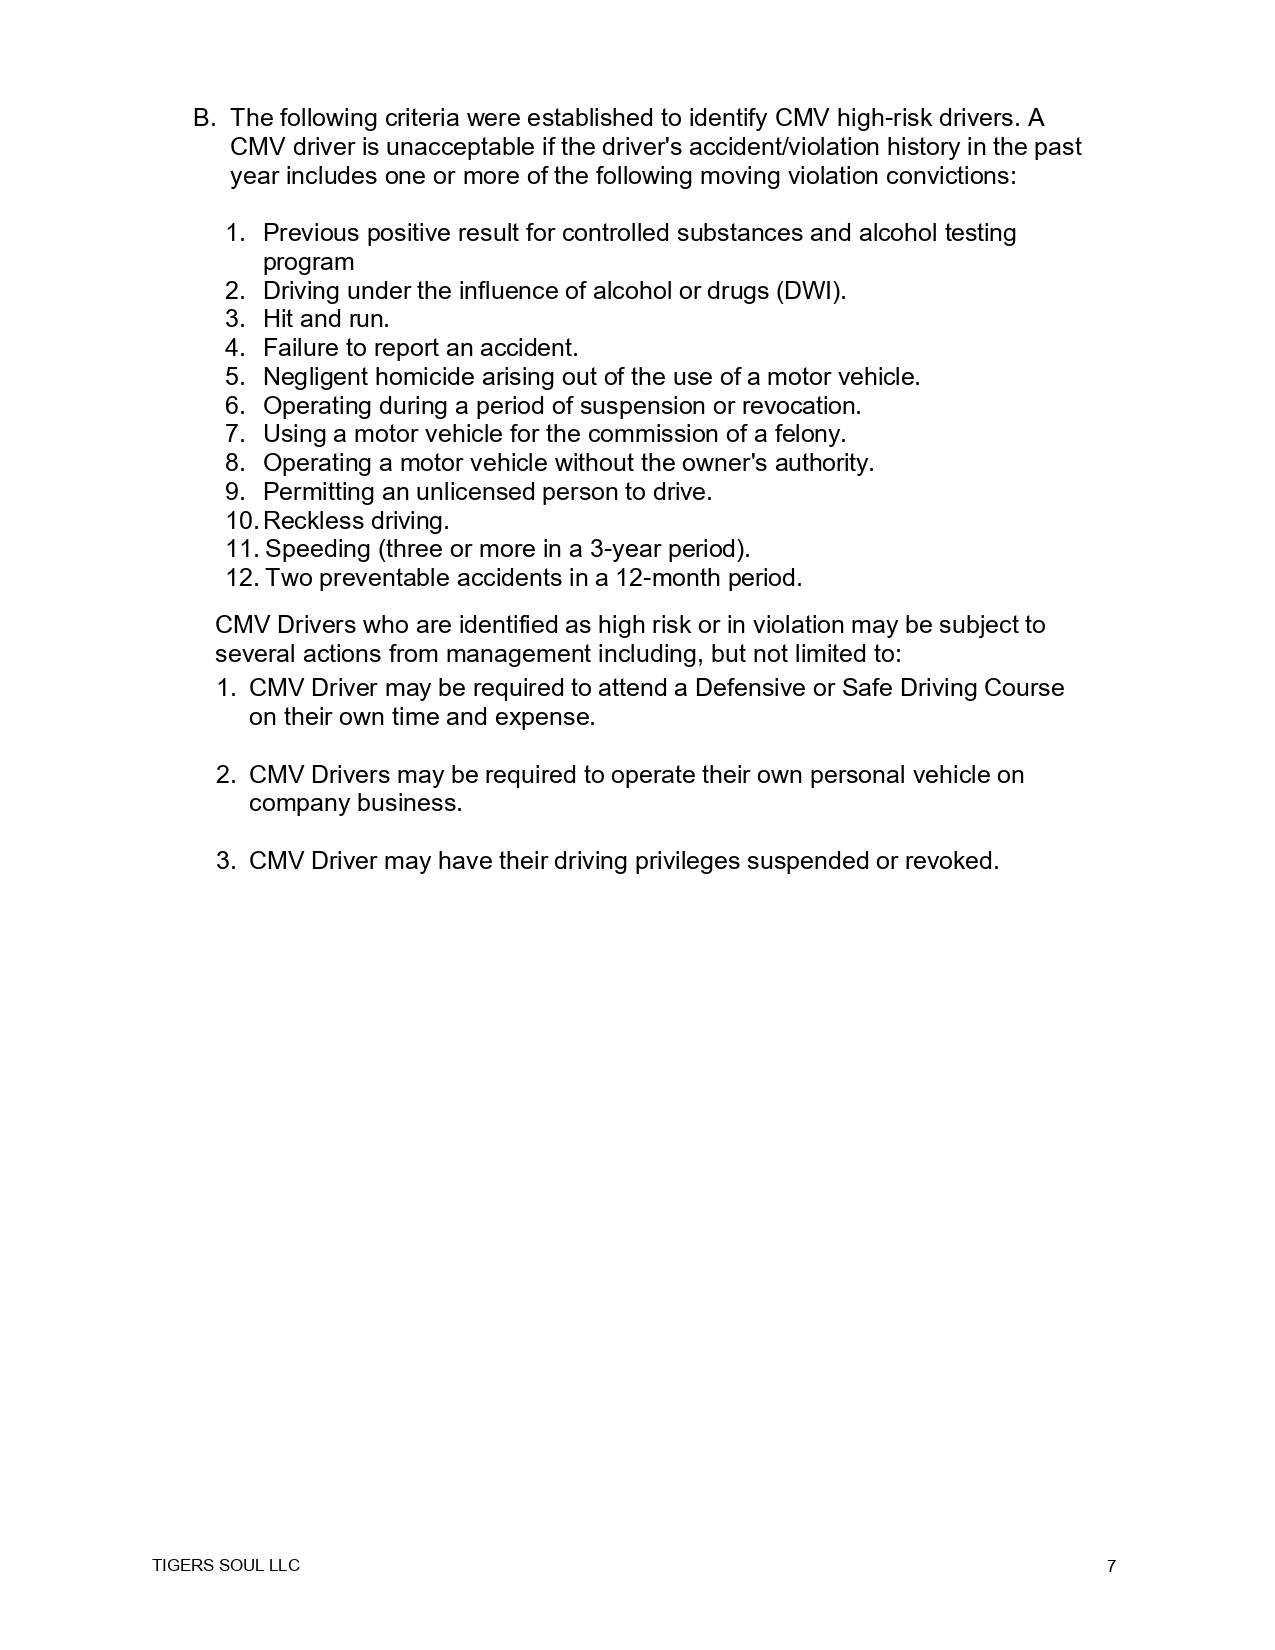 B. The following criteria were established to identify CMV high-risk drivers. A
CMV driver is unacceptable if the driver's accident/violation history in the past
year includes one or more of the following moving violation convictions:
1. Previous positive result for controlled substances and alcohol testing
program
2. Driving under the influence of alcohol or drugs (DWI).
3. Hit and run.
4. Failure to report an accident.
5. Negligent homicide arising out of the use of a motor vehicle.
6. Operating during a period of suspension or revocation.
7. Using a motor vehicle for the commission of a felony.
8. Operating a motor vehicle without the owner's authority.
9. Permitting an unlicensed person to drive.
10. Reckless driving.
11. Speeding (three or more in a 3-year period).
12. Two preventable accidents in a 12-month period.
CMV Drivers who are identified as high risk or in violation may be subject to
several actions from management including, but not limited to:
1. CMV Driver may be required to attend a Defensive or Safe Driving Course
on their own time and expense.
2. CMV Drivers may be required to operate their own personal vehicle on
company business.
3. CMV Driver may have their driving privileges suspended or revoked.
TIGERS SOUL LLC 7